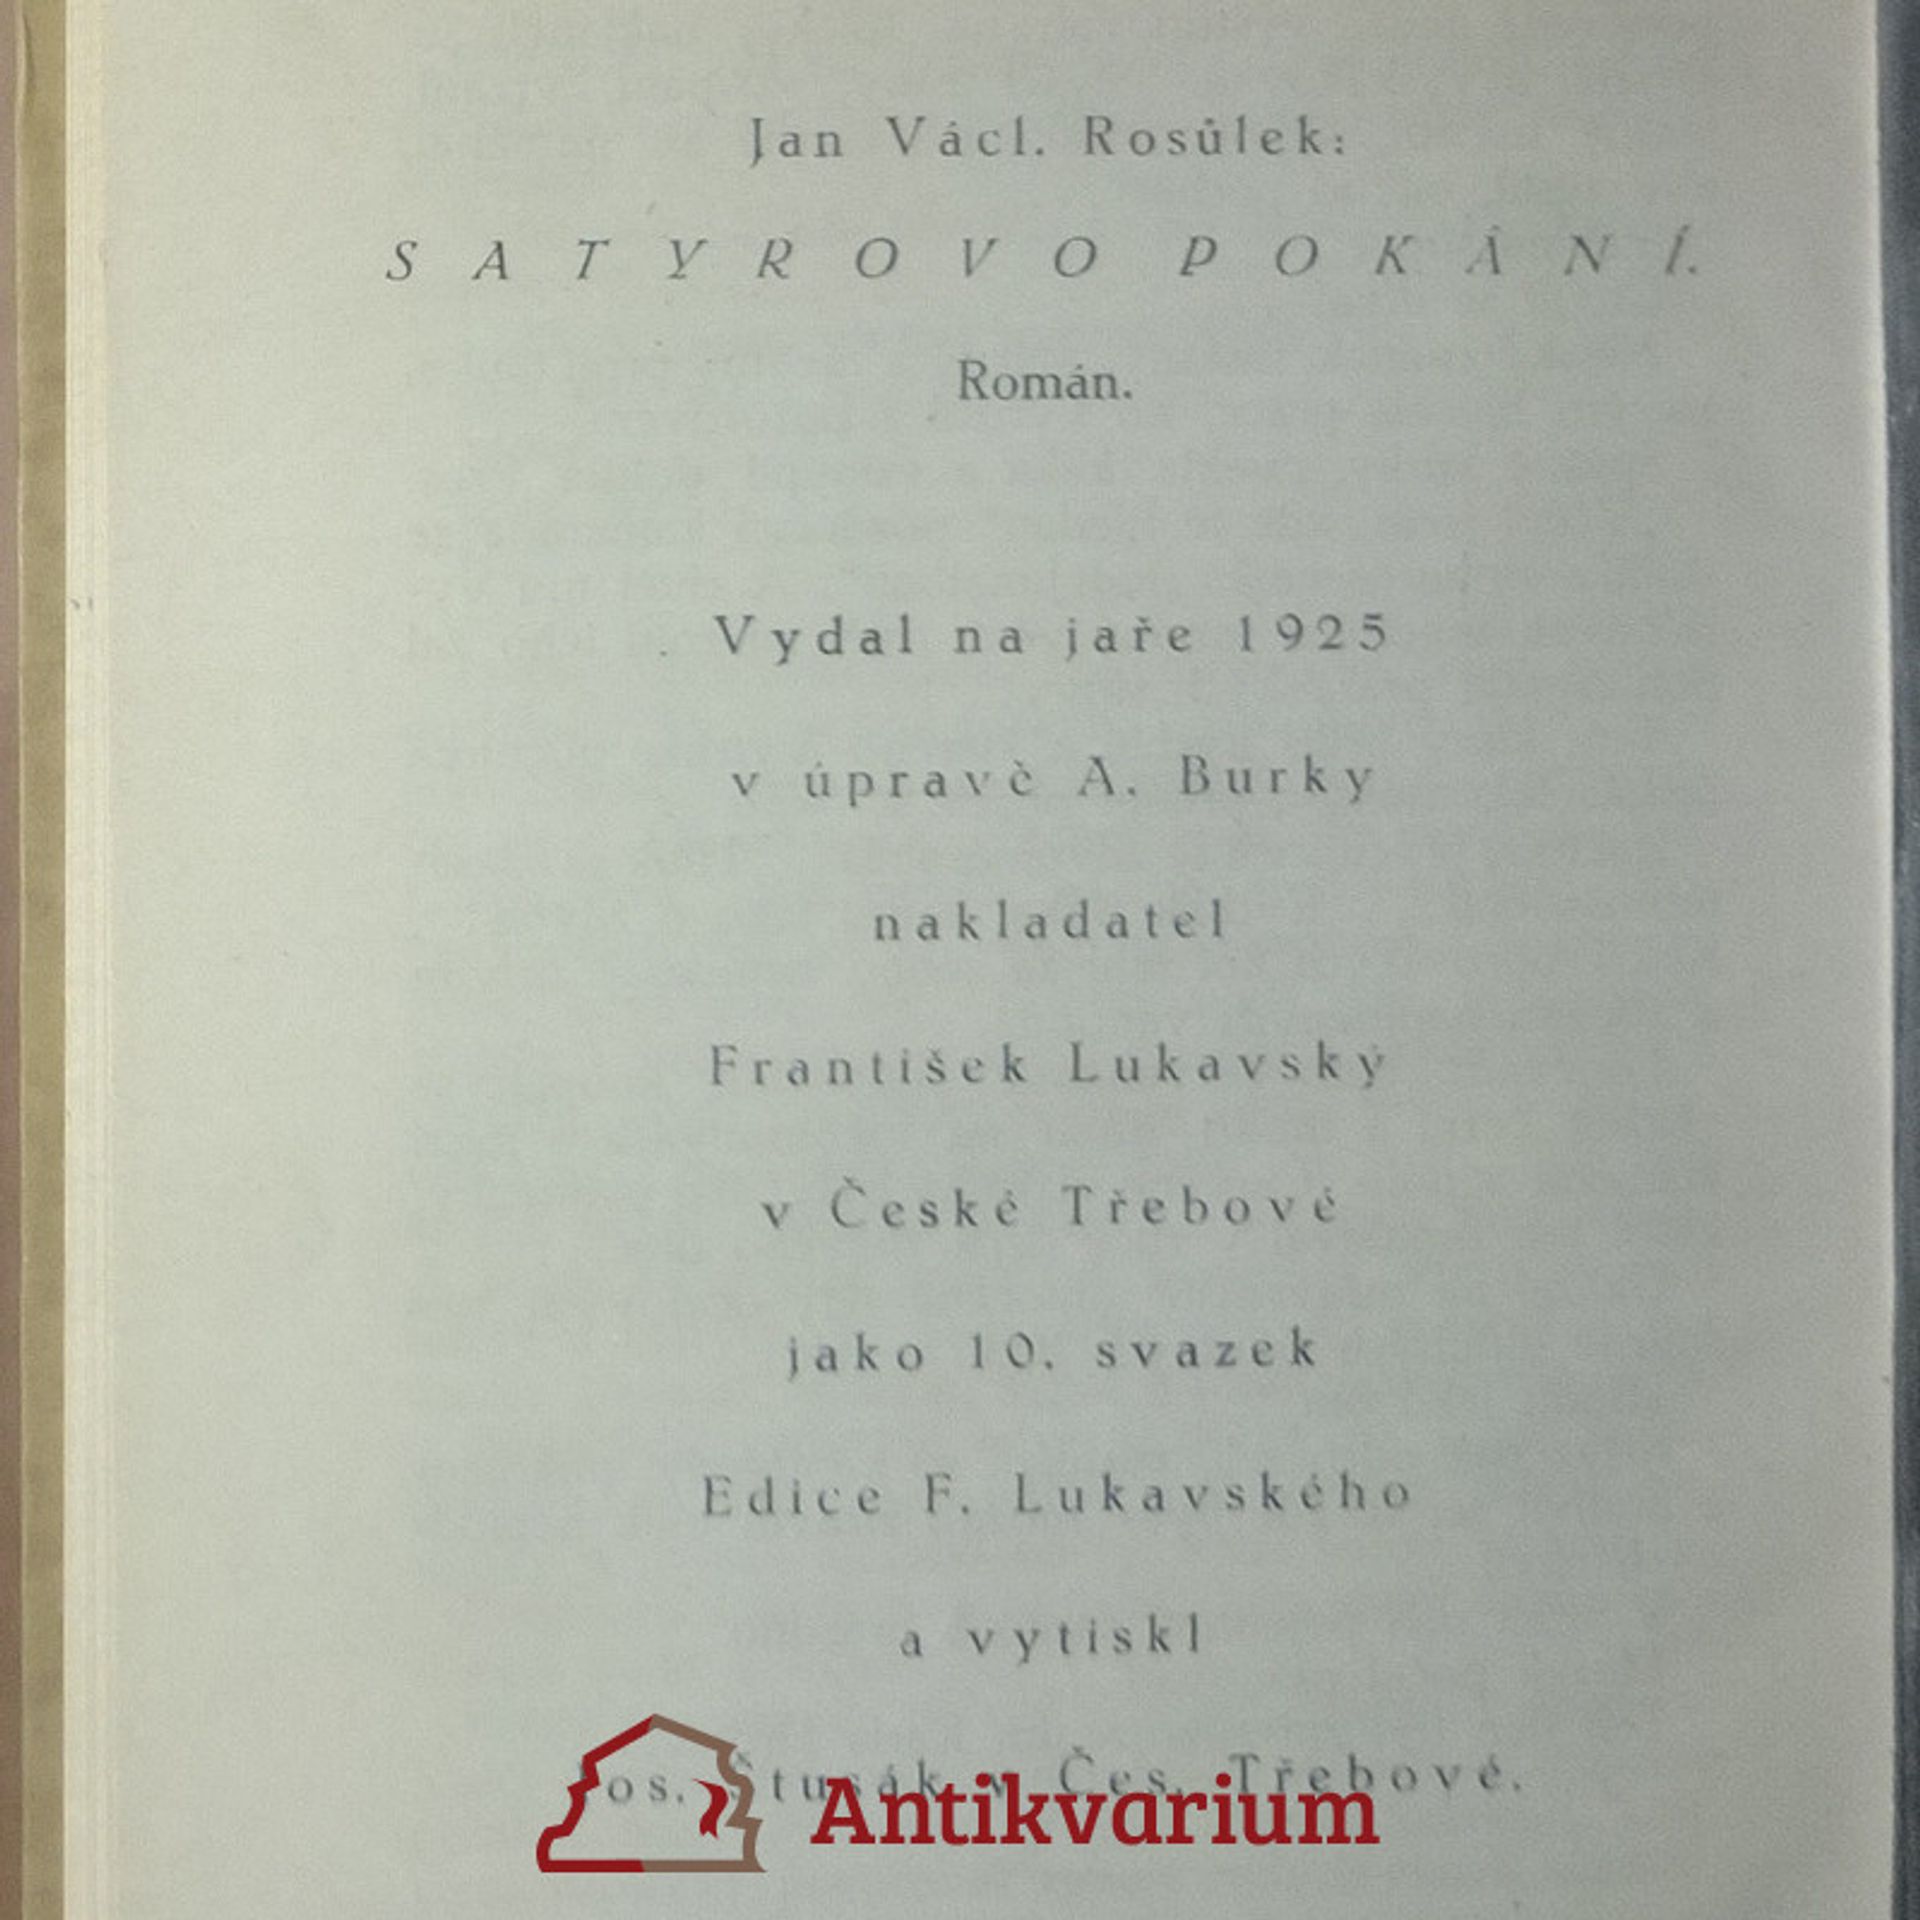 Jan Václ. Rosůlek:
SATYROVO POKÁNÍ.
Román.
Vydal na jaře 1925
v úpravě A. Burky
nakladatel
František Lukavský
v České Třebové
jako 10. svazek
Edice F. Lukavského
a vytiskl
v Čes. Třebové.
Antikvarium